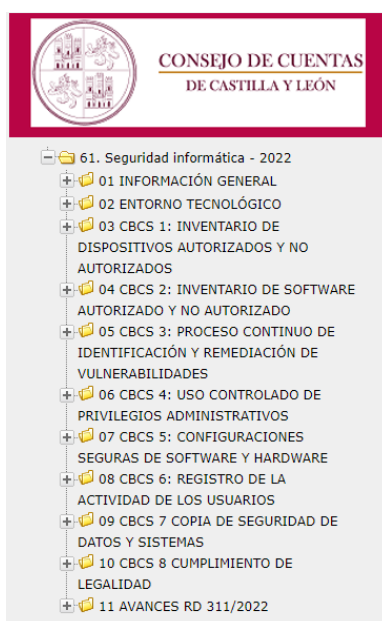 CONSEJO DE CUENTAS
DE CASTILLA Y LEÓN
61. Seguridad informática - 2022
01 INFORMACIÓN GENERAL
02 ENTORNO TECNOLÓGICO
03 CBCS 1: INVENTARIO DE
DISPOSITIVOS AUTORIZADOS Y NO
AUTORIZADOS
04 CBCS 2: INVENTARIO DE SOFTWARE
AUTORIZADO Y NO AUTORIZADO
05 CBCS 3: PROCESO CONTINUO DE
IDENTIFICACIÓN Y REMEDIACIÓN DE
VULNERABILIDADES
06 CBCS 4: USO CONTROLADO DE
PRIVILEGIOS ADMINISTRATIVOS
07 CBCS 5: CONFIGURACIONES
SEGURAS DE SOFTWARE Y HARDWARE
08 CBCS 6: REGISTRO DE LA
ACTIVIDAD DE LOS USUARIOS
09 CBCS 7 COPIA DE SEGURIDAD DE
DATOS Y SISTEMAS
10 CBCS 8 CUMPLIMIENTO DE
LEGALIDAD
11 AVANCES RD 311/2022